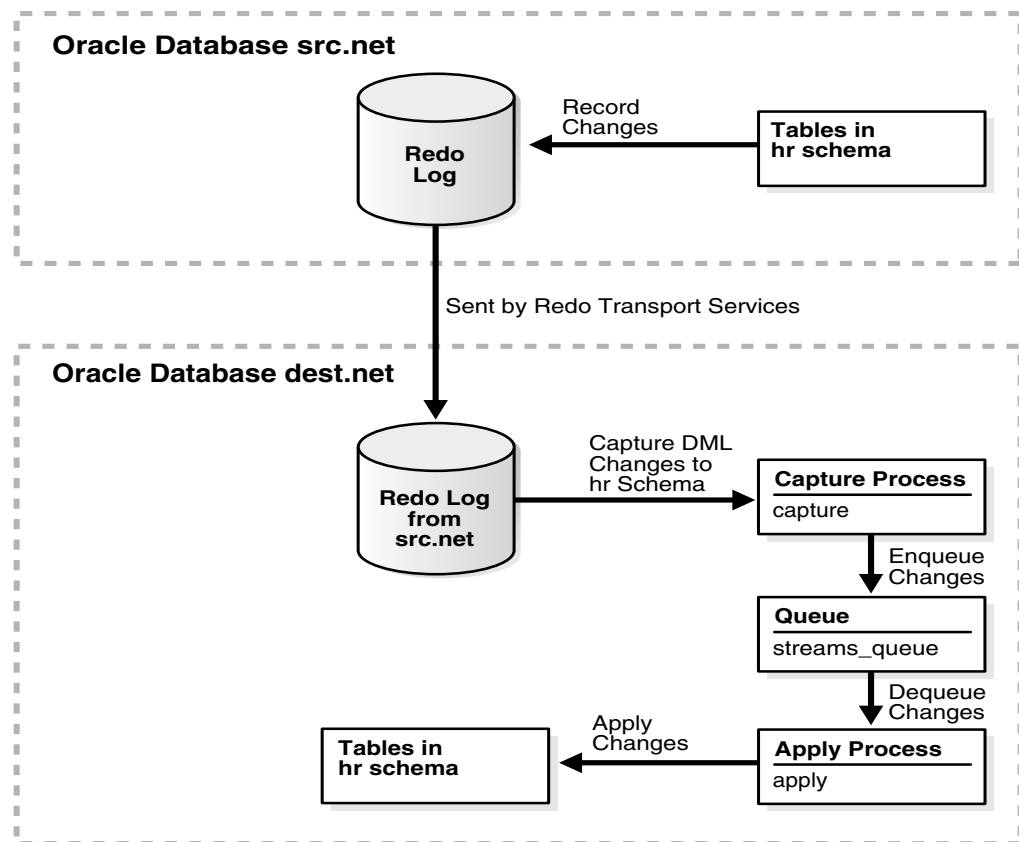 Oracle Database src.net
Record
Changes
Tables in
hr schema
Redo
Log
Sent by Redo Transport Services
Oracle Database dest.net
Capture DML
Changes to
hr Schema
Redo Log
from
src.net
Capture Process
capture
Enqueue
Changes
Queue
streams_queue
Dequeue
Changes
Apply
Changes
Tables in
hr schema
Apply Process
apply